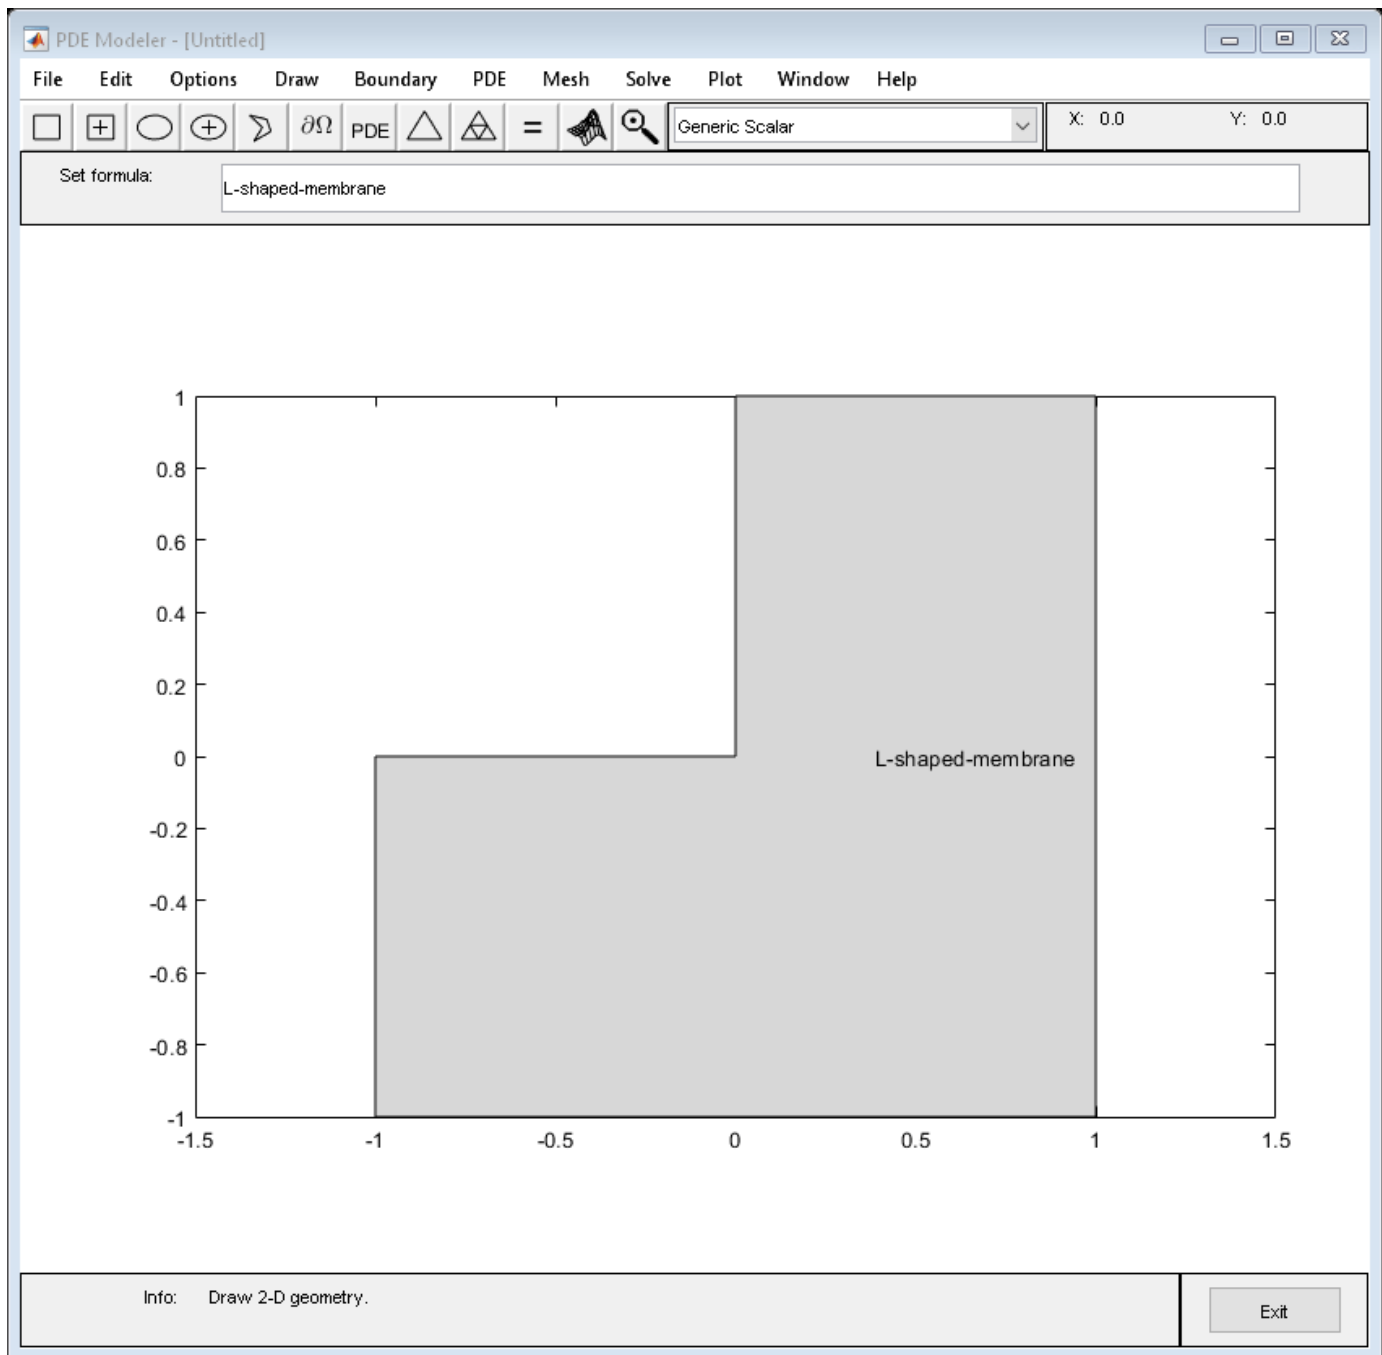 PDE Modeler - [Untitled]
File Edit Options Draw Boundary PDE Mesh Solve Plot Window Help
∂Ω PDE = Generic Scalar X: 0.0 Y: 0.0
Set formula: L-shaped-membrane
1
0.8
0.6
0.4
0.2
0
L-shaped-membrane
-0.2
-0.4
-0.6
-0.8
-1
-1.5 -1 -0.5 0 0.5 1 1.5
Info: Draw 2-D geometry.
Exit